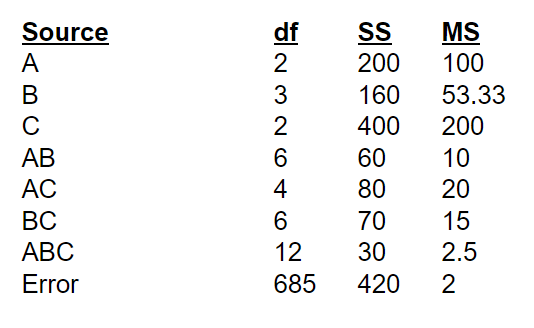 Source df SS MS
A 2 200 100
B 3 160 53.33
C 2 400 200
AB 6 60 10
AC 4 80 20
BC 6 70 15
ABC 12 30 2.5
Error 685 420 2